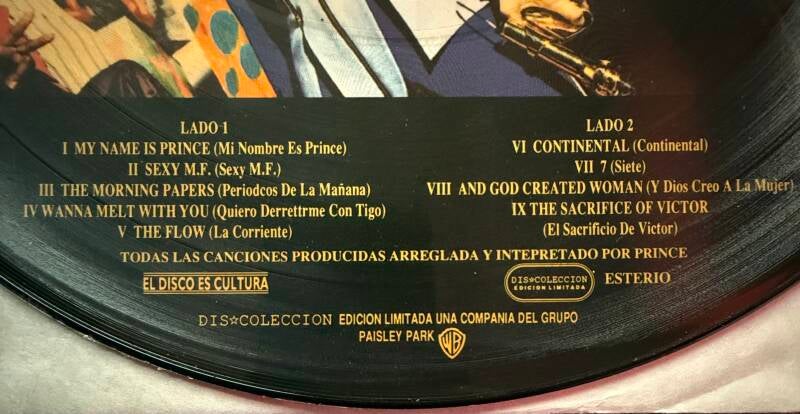 LADO 1
I MY NAME IS PRINCE (Mi Nombre Es Prince)
II SEXY M.F. (Sexy M.F.)
III THE MORNING PAPERS (Periodcos De La Mañana)
IV WANNA MELT WITH YOU (Quiero Derrettrme Con Tigo)
V THE FLOW (La Corriente)
LADO 2
VI CONTINENTAL (Continental)
VII 7 (Siete)
VIII AND GOD CREATED WOMAN (Y Dios Creo A La Mujer)
IX THE SACRIFICE OF VICTOR
(El Sacrificio De Victor)
TODAS LAS CANCIONES PRODUCIDAS ARREGLADA Y INTEPRETADO POR PRINCE
EL DISCO ES CULTURA
DIS☆COLECCION
EDICION LIMITADA
ESTERIO
DIS☆COLECCION EDICION LIMITADA UNA COMPANIA DEL GRUPO
PAISLEY PARK WB